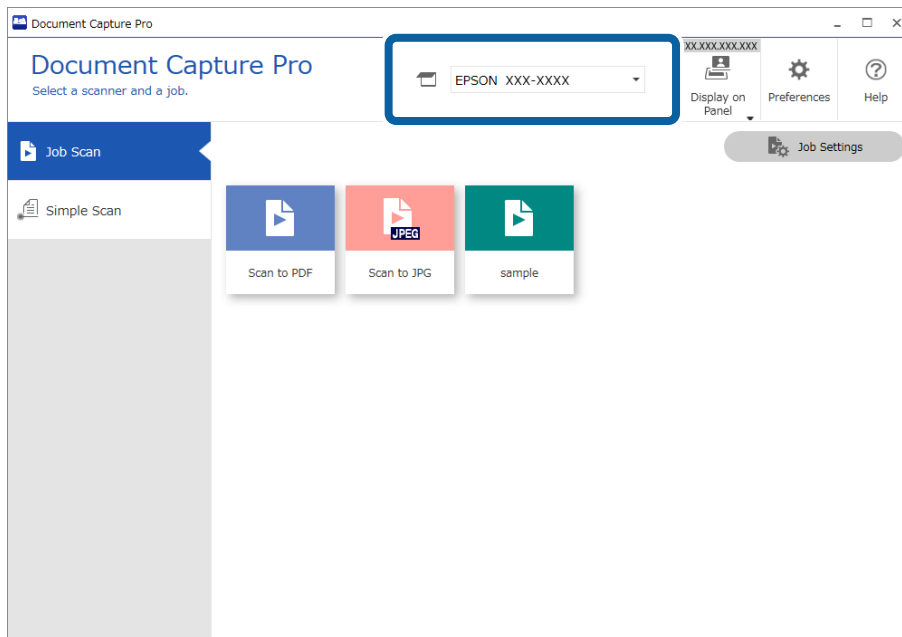 Document Capture Pro
Document Capture Pro
Select a scanner and a job.
EPSON XXX-XXXX
XX.XXX.XXX.XXX
Display on
Panel
Preferences
Help
Job Scan
Job Settings
Simple Scan
JPEG
Scan to PDF
Scan to JPG
sample